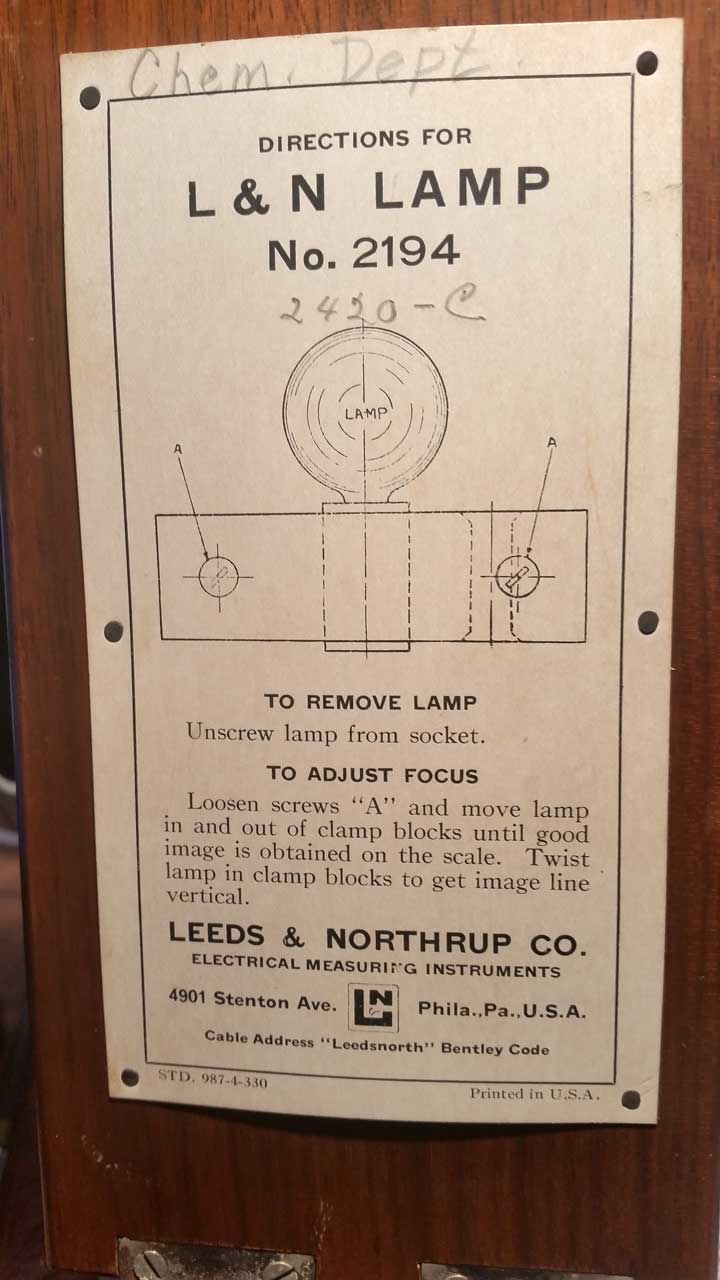 Chem. Dept.
DIRECTIONS FOR
L & N LAMP
No. 2194
2420-C
LAMP
A
A
TO REMOVE LAMP
Unscrew lamp from socket.
TO ADJUST FOCUS
Loosen screws "A" and move lamp
in and out of clamp blocks until good
image is obtained on the scale. Twist
lamp in clamp blocks to get image line
vertical.
LEEDS & NORTHRUP CO.
ELECTRICAL MEASURING INSTRUMENTS
4901 Stenton Ave. L&N Phila.,Pa.,U.S.A.
Cable Address "Leedsnorth" Bentley Code
STD. 987-4-330
Printed in U.S.A.